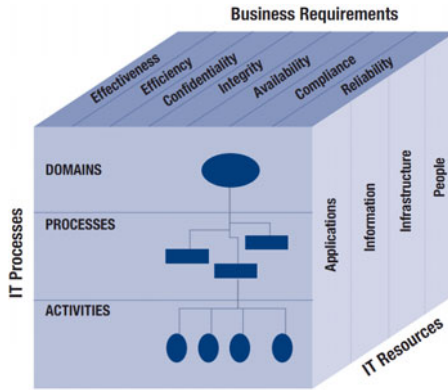 Business Requirements
Effectiveness
Efficiency
Confidentiality
Integrity
Availability
Compliance
Reliability
IT Processes
DOMAINS
PROCESSES
ACTIVITIES
Applications
Information
Infrastructure
People
IT Resources